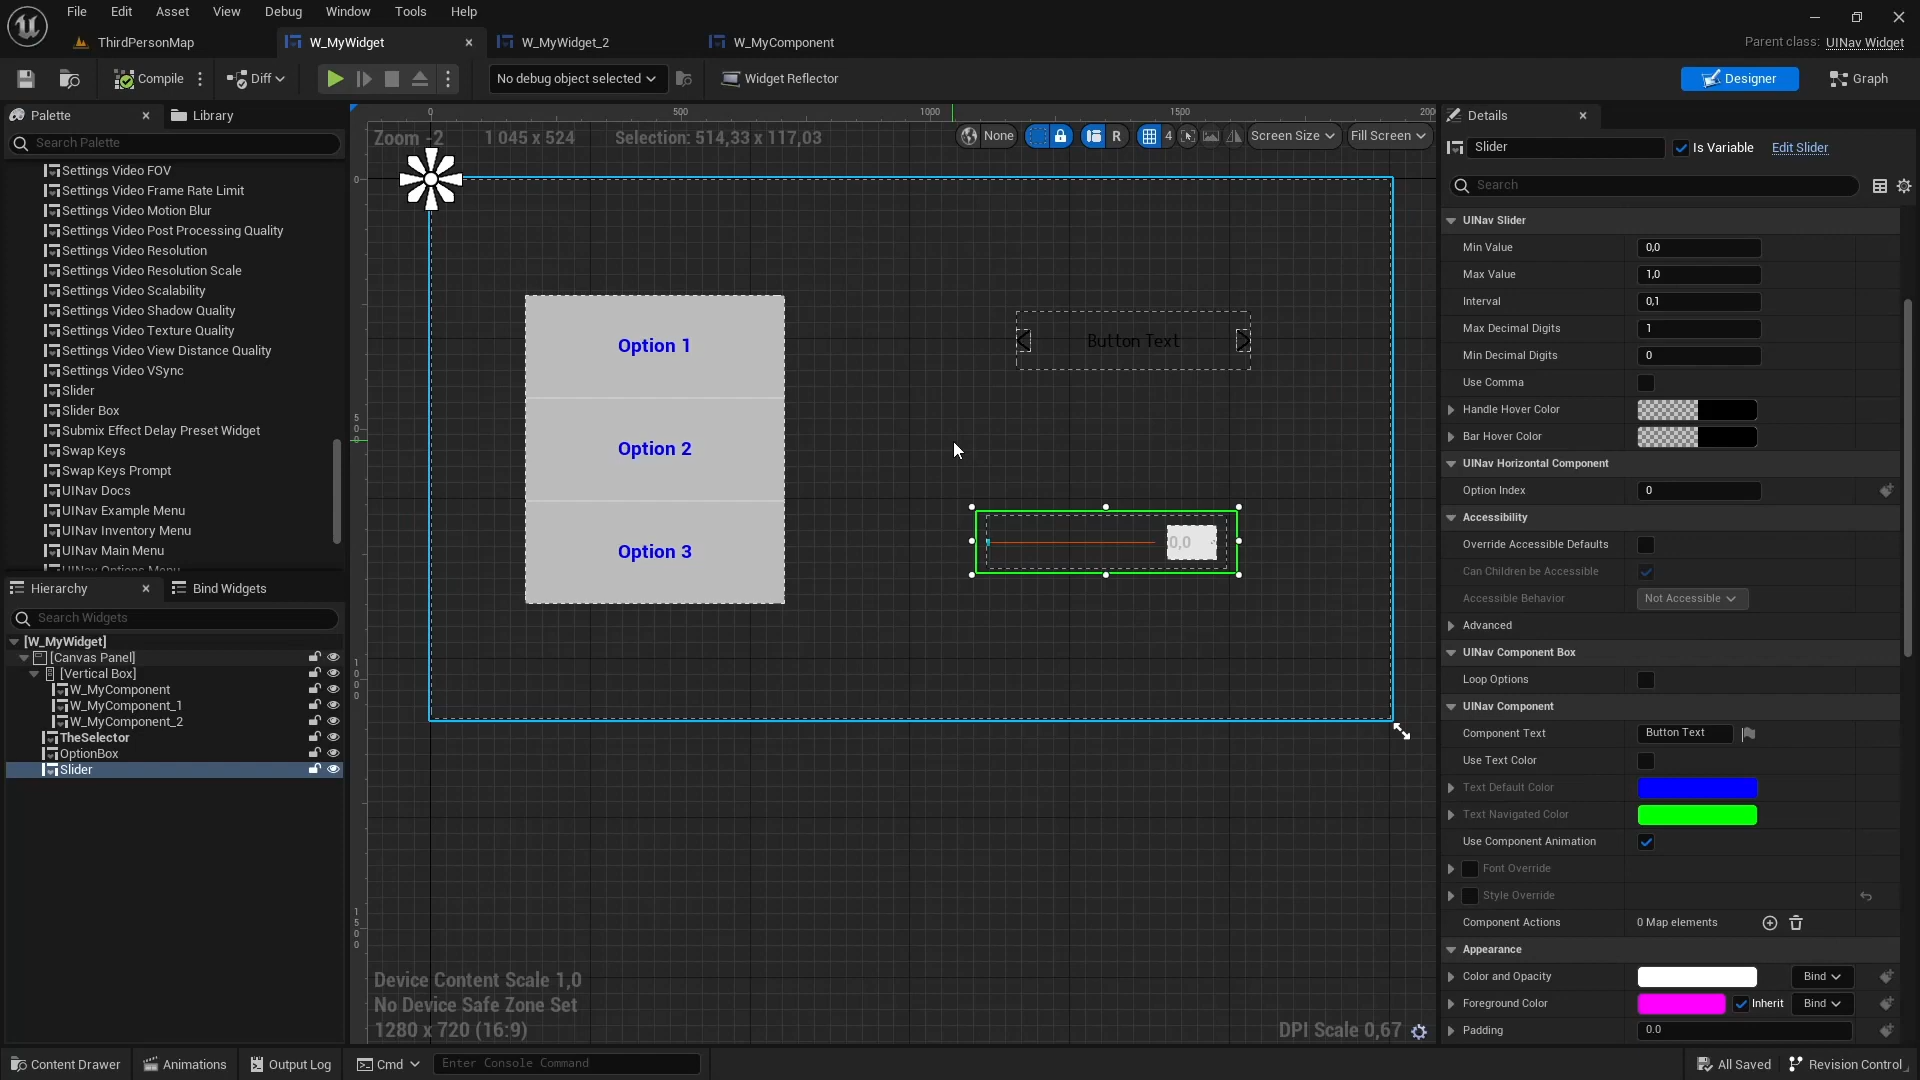 File Edit Asset View Debug Window Tools Help
ThirdPersonMap W_MyWidget W_MyWidget_2 W_MyComponent Parent class: UINav Widget
Compile Diff No debug object selected Widget Reflector Designer Graph
Palette Library
Search Palette
Settings Video FOV
Settings Video Frame Rate Limit
Settings Video Motion Blur
Settings Video Post Processing Quality
Settings Video Resolution
Settings Video Resolution Scale
Settings Video Scalability
Settings Video Shadow Quality
Settings Video Texture Quality
Settings Video View Distance Quality
Settings Video VSync
Slider
Slider Box
Submix Effect Delay Preset Widget
Swap Keys
Swap Keys Prompt
UINav Docs
UINav Example Menu
UINav Inventory Menu
UINav Main Menu
UINav Options Menu
Hierarchy Bind Widgets
Search Widgets
[W_MyWidget]
[Canvas Panel]
[Vertical Box]
W_MyComponent
W_MyComponent_1
W_MyComponent_2
TheSelector
OptionBox
Slider
0 500 1000 1500 2000
Zoom -2 1 045 x 524 Selection: 514,33 x 117,03
None R 4 Screen Size Fill Screen
0
500
1000
1500
Option 1
Option 2
Option 3
Button Text
0,0
Device Content Scale 1,0
No Device Safe Zone Set
1280 x 720 (16:9)
DPI Scale 0,67
Details
Slider Is Variable Edit Slider
Search
UINav Slider
Min Value 0,0
Max Value 1,0
Interval 0,1
Max Decimal Digits 1
Min Decimal Digits 0
Use Comma
Handle Hover Color
Bar Hover Color
UINav Horizontal Component
Option Index 0
Accessibility
Override Accessible Defaults
Can Children be Accessible
Accessible Behavior Not Accessible
Advanced
UINav Component Box
Loop Options
UINav Component
Component Text Button Text
Use Text Color
Text Default Color
Text Navigated Color
Use Component Animation
Font Override
Style Override
Component Actions 0 Map elements
Appearance
Color and Opacity Bind
Foreground Color Inherit Bind
Padding 0.0
Content Drawer Animations Output Log Cmd Enter Console Command All Saved Revision Control